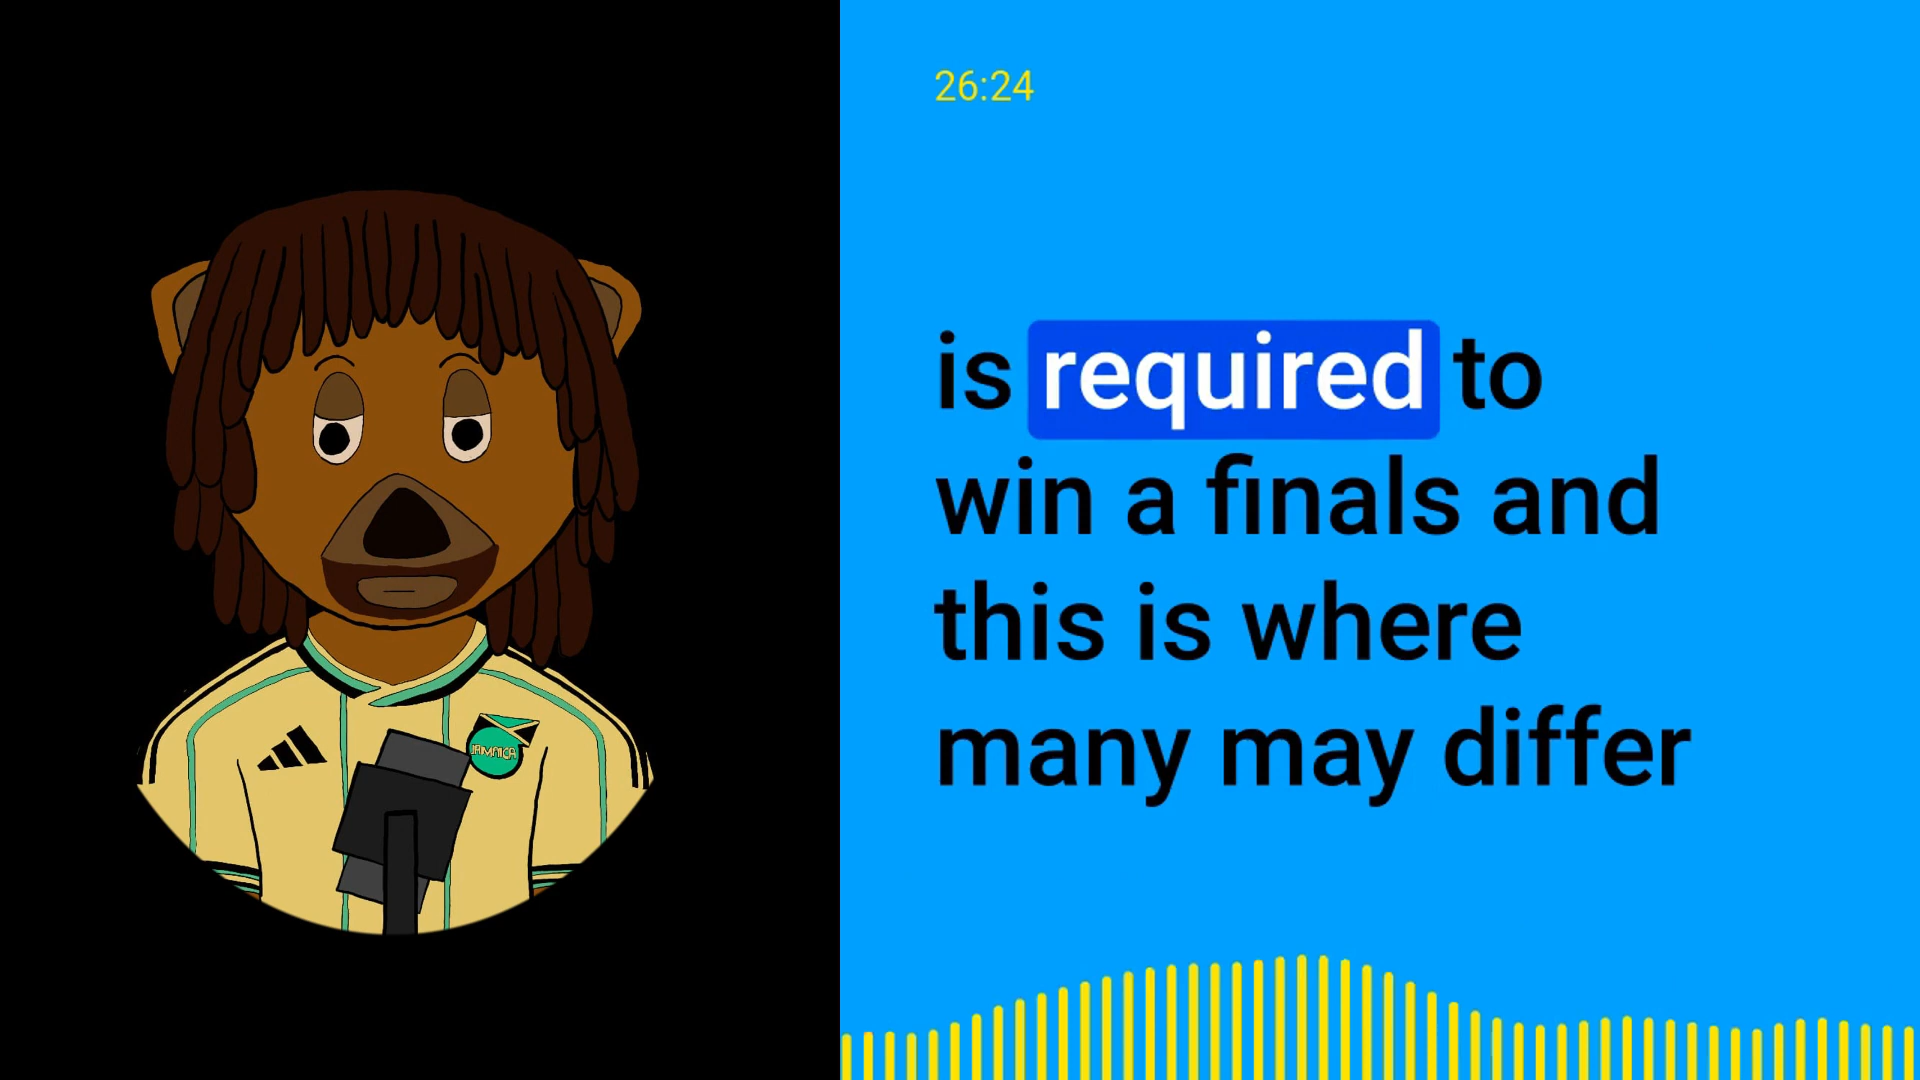 26:24
is required to
win a finals and
this is where
many may differ
JAMAICA